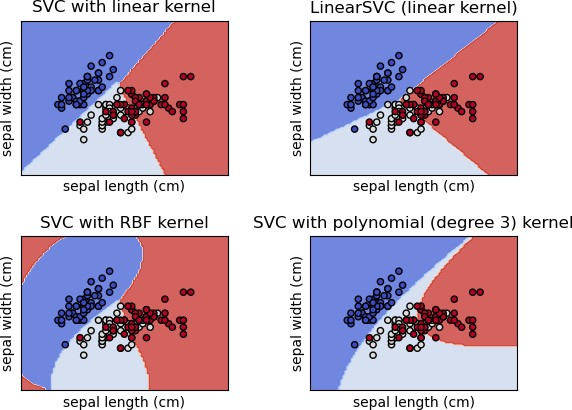 SVC with linear kernel
LinearSVC (linear kernel)
sepal width (cm)
sepal width (cm)
sepal length (cm)
sepal length (cm)
SVC with RBF kernel
SVC with polynomial (degree 3) kernel
sepal width (cm)
sepal width (cm)
sepal length (cm)
sepal length (cm)